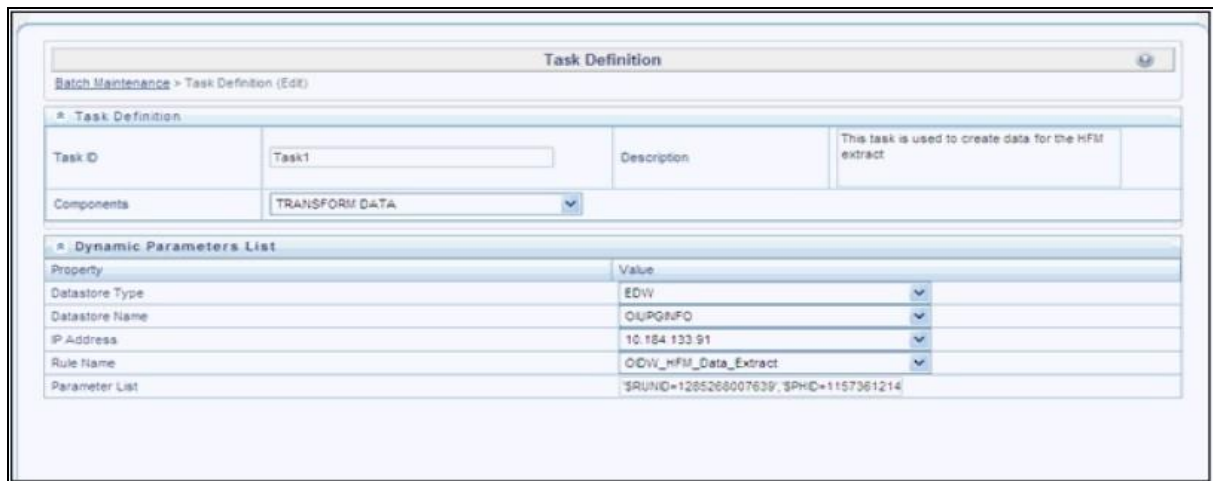 Task Definition
Batch Maintenance > Task Definition (Edit)
Task Definition
Task ID Task1 Description This task is used to create data for the HFM
extract
Components TRANSFORM DATA
Dynamic Parameters List
Property Value
Datastore Type EDW
Datastore Name
IP Address 10.184.133.91
Rule Name OIDW_HFM_Data_Extract
Parameter List '$RUNID=1285268007639','$PHID=1157361214